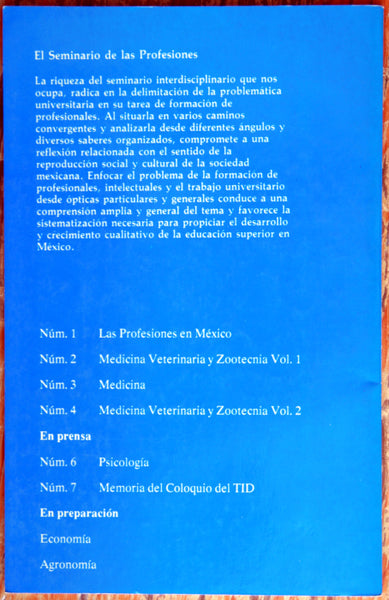 El Seminario de las Profesiones
La riqueza del seminario interdisciplinario que nos
ocupa, radica en la delimitación de la problemática
universitaria en su tarea de formación de
profesionales. Al situarla en varios caminos
convergentes y analizarla desde diferentes ángulos y
diversos saberes organizados, compromete a una
reflexión relacionada con el sentido de la
reproducción social y cultural de la sociedad
mexicana. Enfocar el problema de la formación de
profesionales, intelectuales y el trabajo universitario
desde ópticas particulares y generales conduce a una
comprensión amplia y general del tema y favorece la
sistematización necesaria para propiciar el desarrollo
y crecimiento cualitativo de la educación superior en
México.
Núm. 1 Las Profesiones en México
Núm. 2 Medicina Veterinaria y Zootecnia Vol. 1
Núm. 3 Medicina
Núm. 4 Medicina Veterinaria y Zootecnia Vol. 2
En prensa
Núm. 6 Psicología
Núm. 7 Memoria del Coloquio del TID
En preparación
Economía
Agronomía